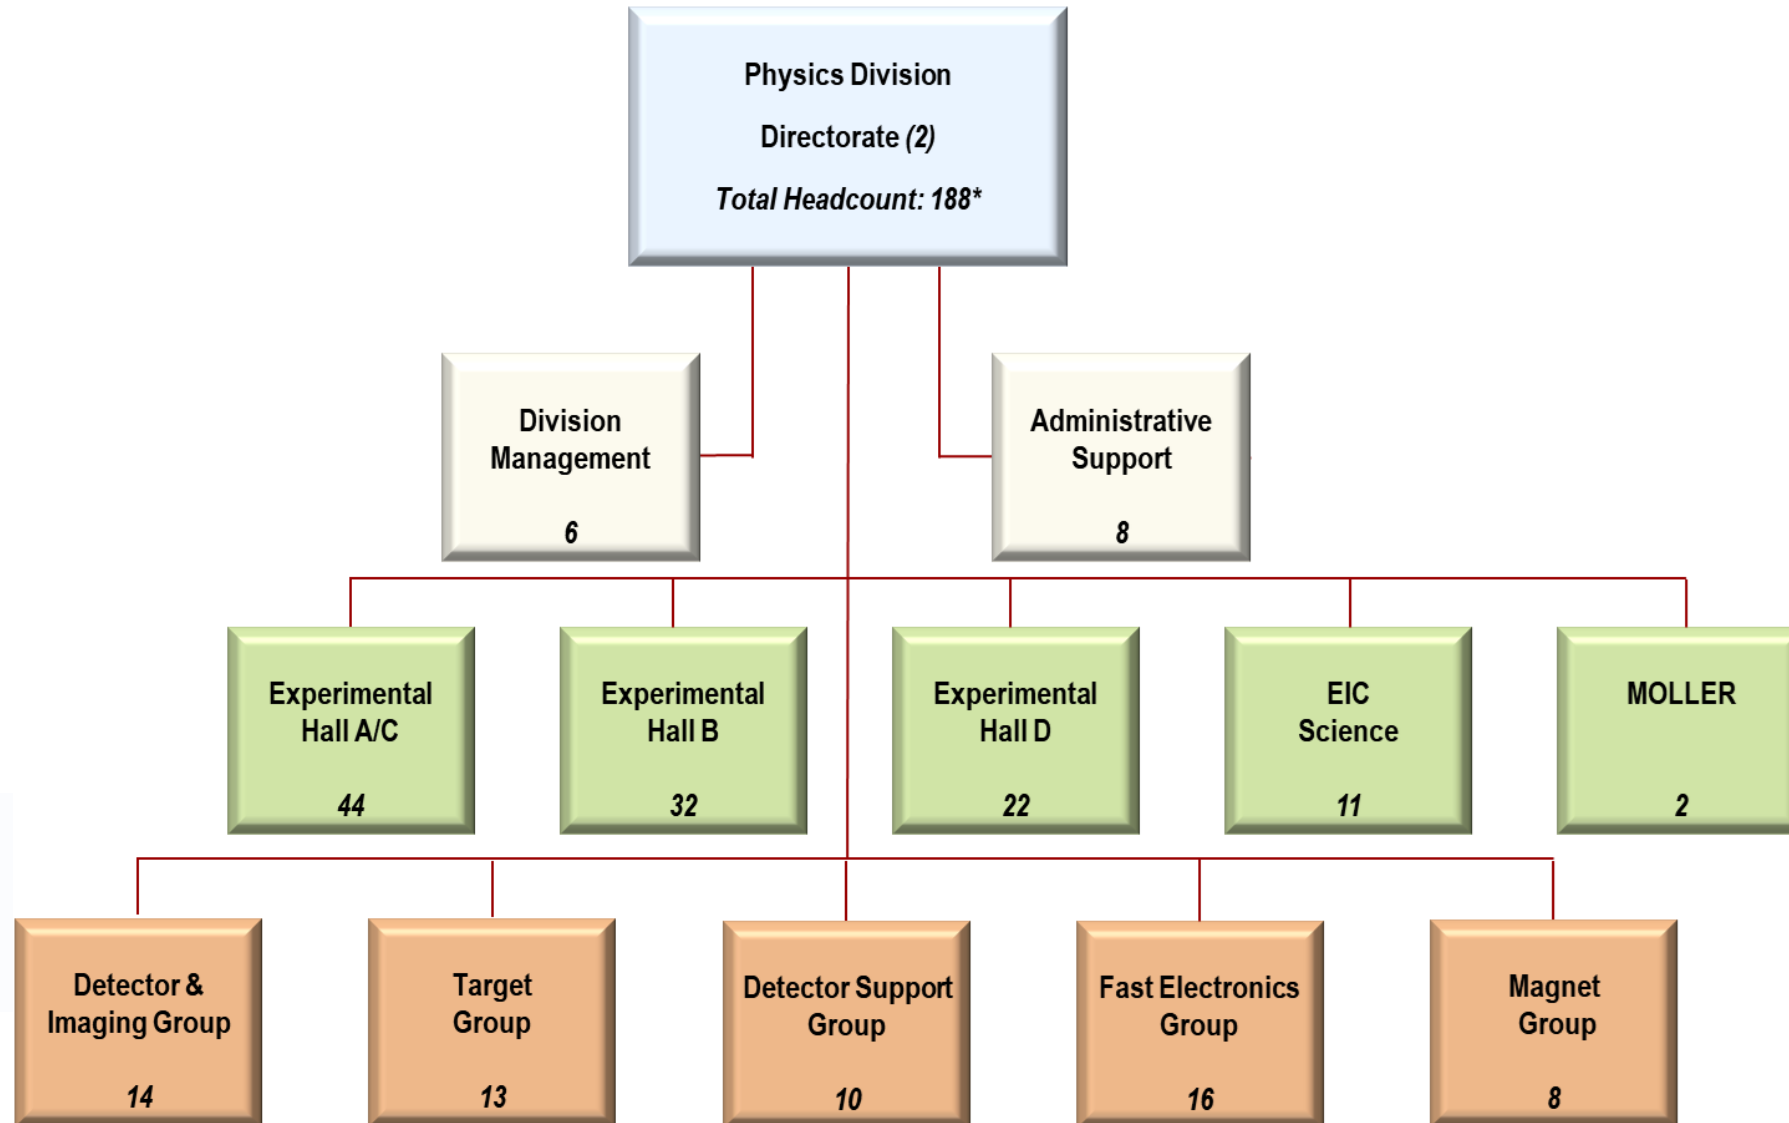 Physics Division
Directorate (2)
Total Headcount: 188*
Division
Management
6
Administrative
Support
8
Experimental
Hall A/C
44
Experimental
Hall B
32
Experimental
Hall D
22
EIC
Science
11
MOLLER
2
Detector &
Imaging Group
14
Target
Group
13
Detector Support
Group
10
Fast Electronics
Group
16
Magnet
Group
8